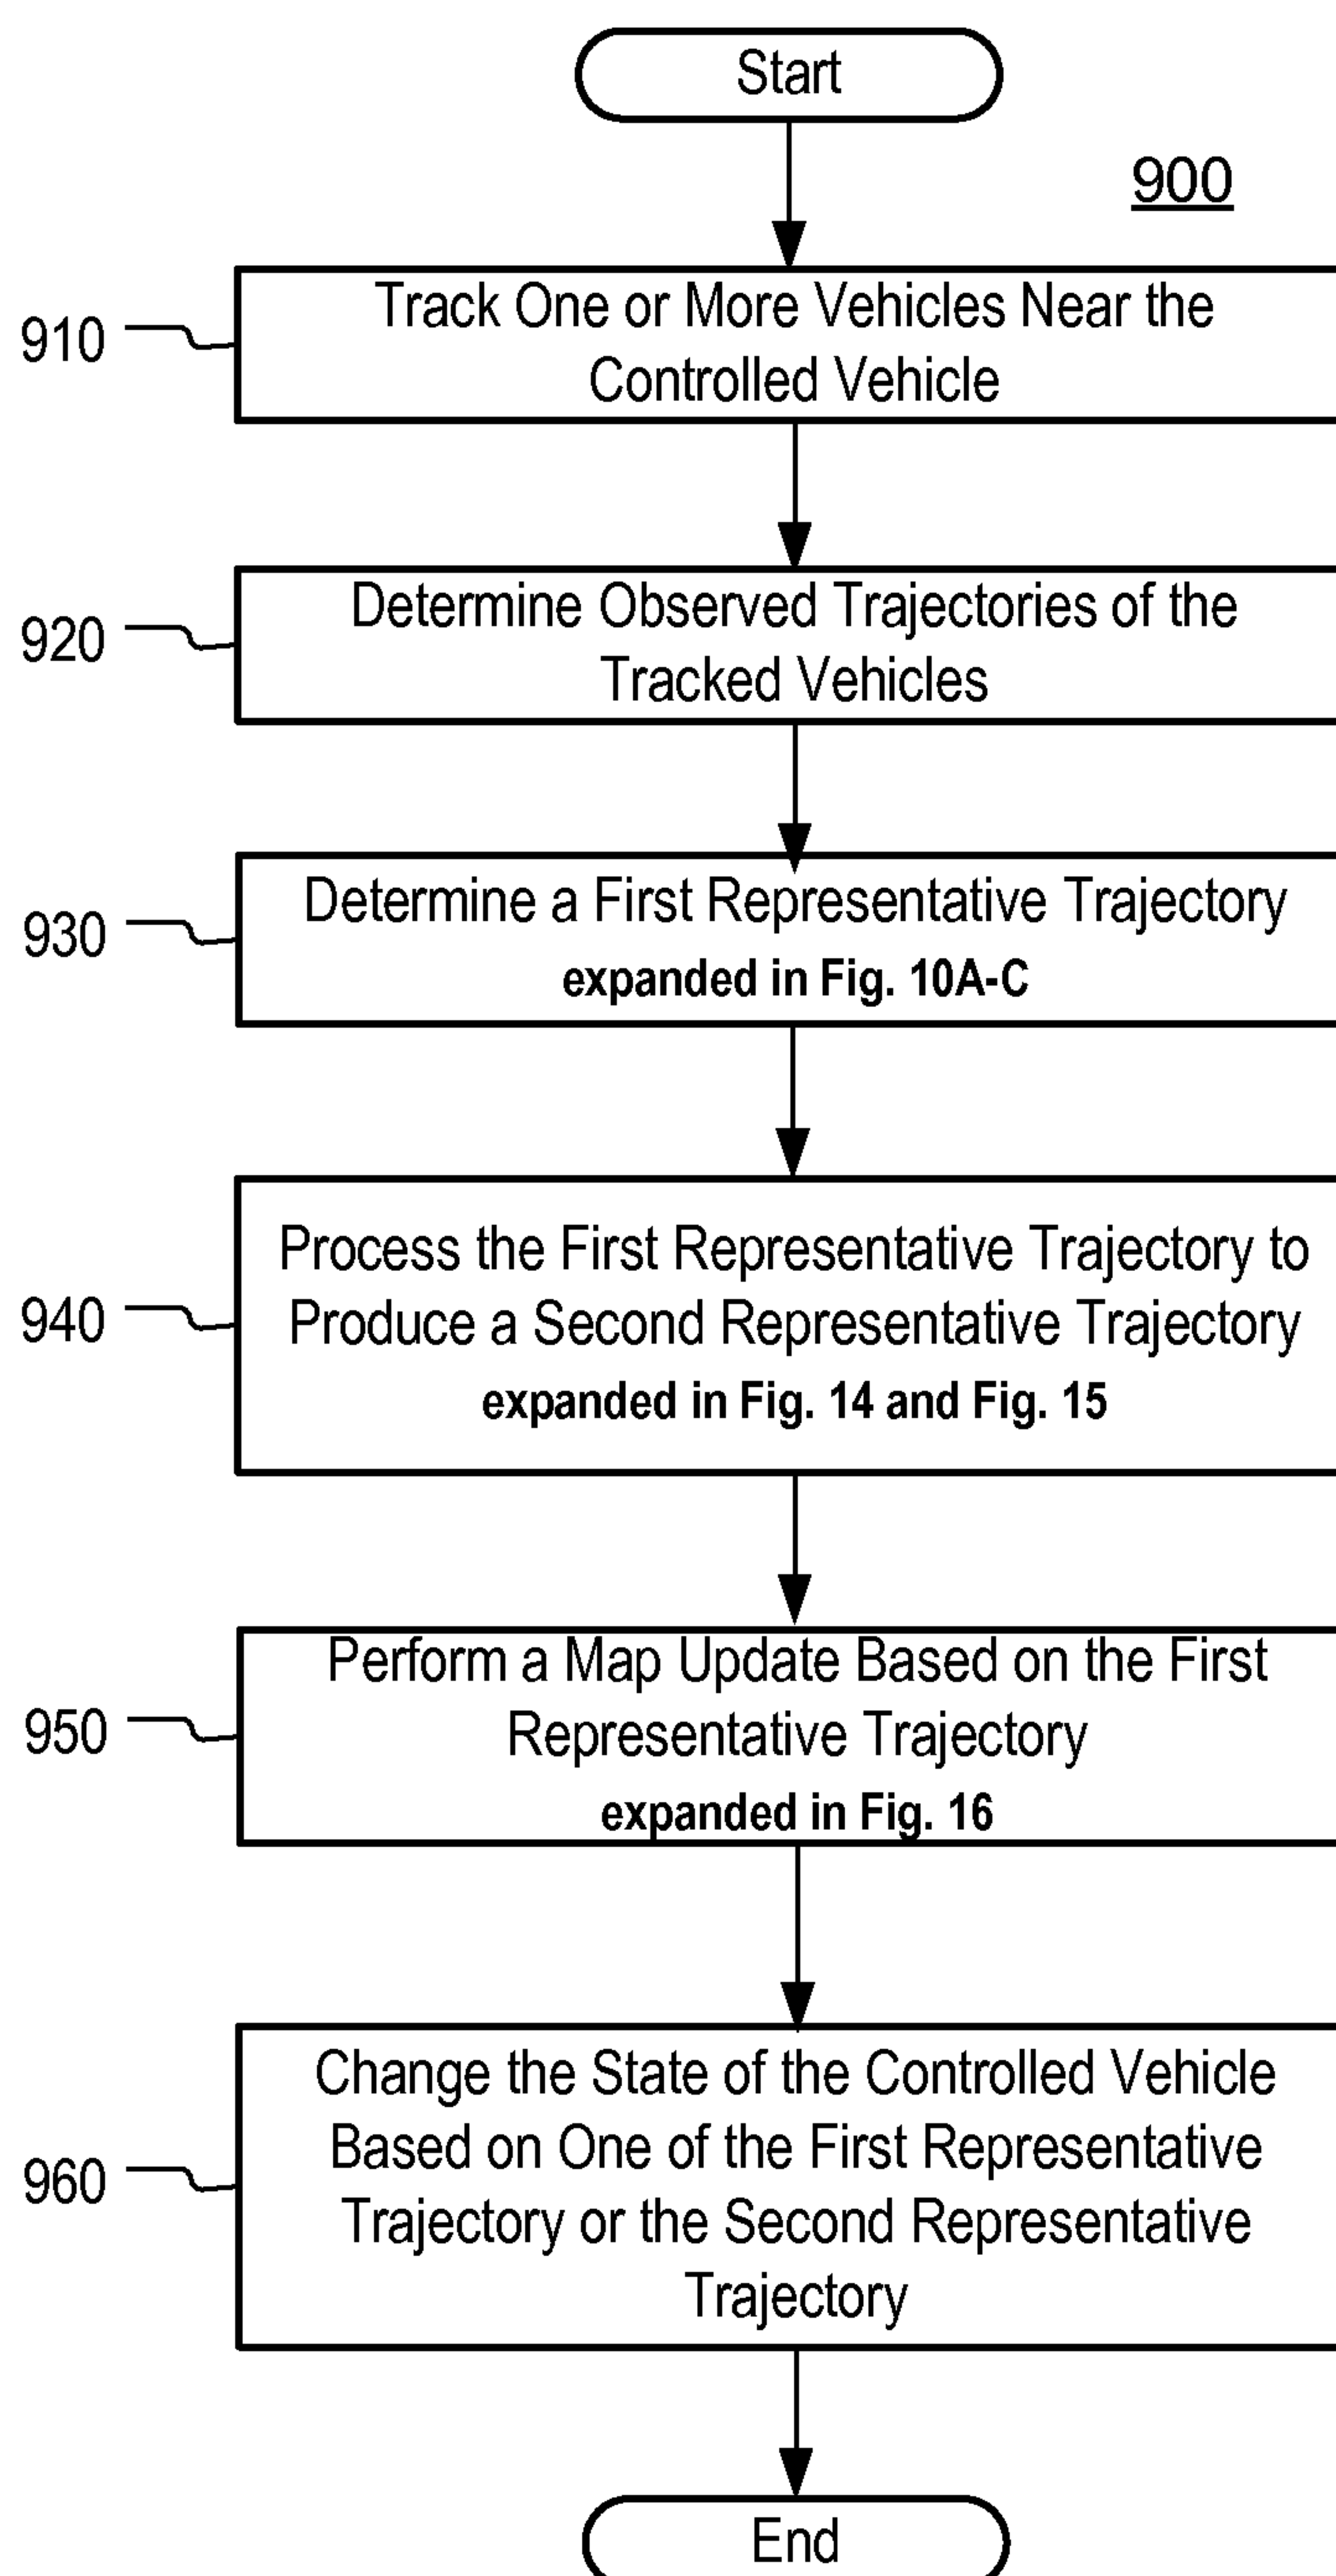 Start
900
910
Track One or More Vehicles Near the
Controlled Vehicle
920
Determine Observed Trajectories of the
Tracked Vehicles
930
Determine a First Representative Trajectory
expanded in Fig. 10A-C
940
Process the First Representative Trajectory to
Produce a Second Representative Trajectory
expanded in Fig. 14 and Fig. 15
950
Perform a Map Update Based on the First
Representative Trajectory
expanded in Fig. 16
960
Change the State of the Controlled Vehicle
Based on One of the First Representative
Trajectory or the Second Representative
Trajectory
End